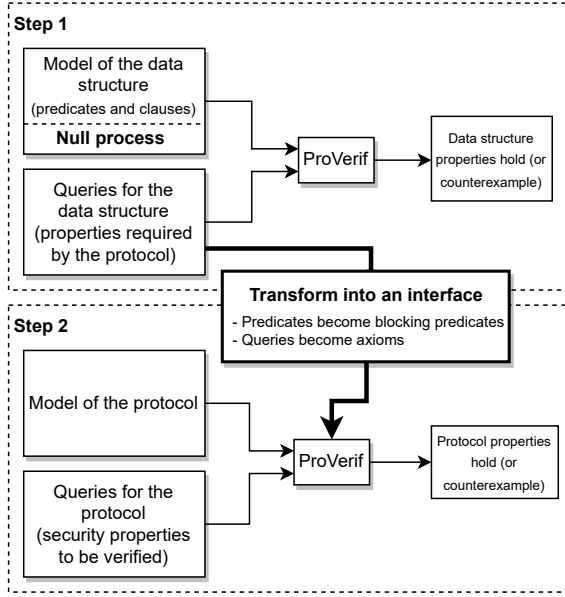 Step 1
Model of the data
structure
(predicates and clauses)
Null process
Queries for the
data structure
(properties required
by the protocol)
ProVerif
Data structure
properties hold (or
counterexample)
Transform into an interface
- Predicates become blocking predicates
- Queries become axioms
Step 2
Model of the protocol
Queries for the
protocol
(security properties
to be verified)
ProVerif
Protocol properties
hold (or
counterexample)